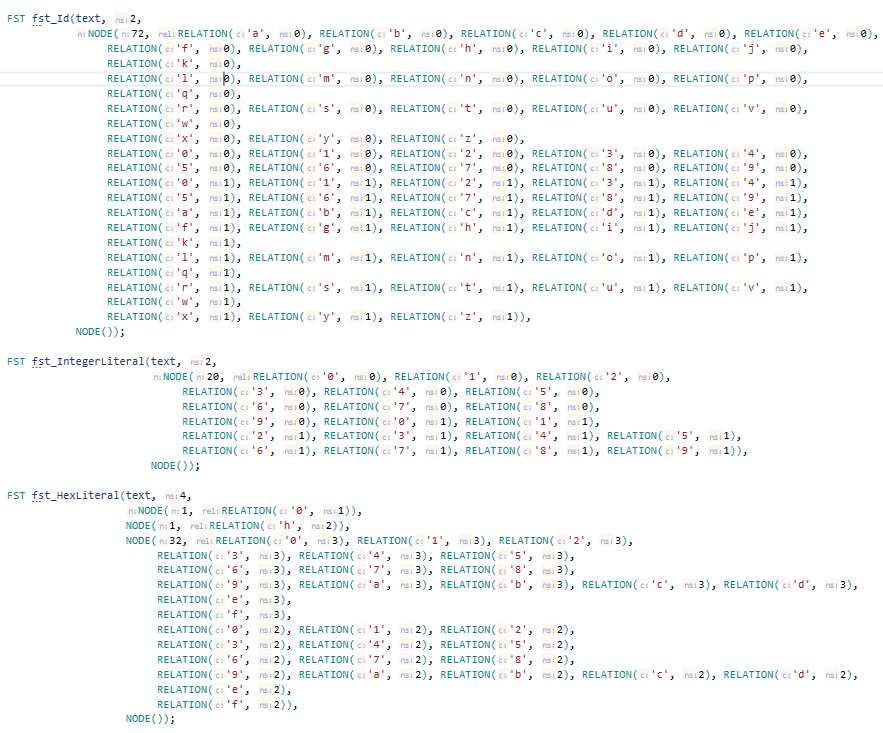 FST fst_Id(text, ns: 2,
n: NODE(n: 72, rel: RELATION(c: 'a', ns: 0), RELATION(c: 'b', ns: 0), RELATION(c: 'c', ns: 0), RELATION(c: 'd', ns: 0), RELATION(c: 'e', ns: 0),
RELATION(c: 'f', ns: 0), RELATION(c: 'g', ns: 0), RELATION(c: 'h', ns: 0), RELATION(c: 'i', ns: 0), RELATION(c: 'j', ns: 0),
RELATION(c: 'k', ns: 0),
RELATION(c: 'l', ns: 0), RELATION(c: 'm', ns: 0), RELATION(c: 'n', ns: 0), RELATION(c: 'o', ns: 0), RELATION(c: 'p', ns: 0),
RELATION(c: 'q', ns: 0),
RELATION(c: 'r', ns: 0), RELATION(c: 's', ns: 0), RELATION(c: 't', ns: 0), RELATION(c: 'u', ns: 0), RELATION(c: 'v', ns: 0),
RELATION(c: 'w', ns: 0),
RELATION(c: 'x', ns: 0), RELATION(c: 'y', ns: 0), RELATION(c: 'z', ns: 0),
RELATION(c: '0', ns: 0), RELATION(c: '1', ns: 0), RELATION(c: '2', ns: 0), RELATION(c: '3', ns: 0), RELATION(c: '4', ns: 0),
RELATION(c: '5', ns: 0), RELATION(c: '6', ns: 0), RELATION(c: '7', ns: 0), RELATION(c: '8', ns: 0), RELATION(c: '9', ns: 0),
RELATION(c: '0', ns: 1), RELATION(c: '1', ns: 1), RELATION(c: '2', ns: 1), RELATION(c: '3', ns: 1), RELATION(c: '4', ns: 1),
RELATION(c: '5', ns: 1), RELATION(c: '6', ns: 1), RELATION(c: '7', ns: 1), RELATION(c: '8', ns: 1), RELATION(c: '9', ns: 1),
RELATION(c: 'a', ns: 1), RELATION(c: 'b', ns: 1), RELATION(c: 'c', ns: 1), RELATION(c: 'd', ns: 1), RELATION(c: 'e', ns: 1),
RELATION(c: 'f', ns: 1), RELATION(c: 'g', ns: 1), RELATION(c: 'h', ns: 1), RELATION(c: 'i', ns: 1), RELATION(c: 'j', ns: 1),
RELATION(c: 'k', ns: 1),
RELATION(c: 'l', ns: 1), RELATION(c: 'm', ns: 1), RELATION(c: 'n', ns: 1), RELATION(c: 'o', ns: 1), RELATION(c: 'p', ns: 1),
RELATION(c: 'q', ns: 1),
RELATION(c: 'r', ns: 1), RELATION(c: 's', ns: 1), RELATION(c: 't', ns: 1), RELATION(c: 'u', ns: 1), RELATION(c: 'v', ns: 1),
RELATION(c: 'w', ns: 1),
RELATION(c: 'x', ns: 1), RELATION(c: 'y', ns: 1), RELATION(c: 'z', ns: 1)),
NODE());
FST fst_IntegerLiteral(text, ns: 2,
n: NODE(n: 20, rel: RELATION(c: '0', ns: 0), RELATION(c: '1', ns: 0), RELATION(c: '2', ns: 0),
RELATION(c: '3', ns: 0), RELATION(c: '4', ns: 0), RELATION(c: '5', ns: 0),
RELATION(c: '6', ns: 0), RELATION(c: '7', ns: 0), RELATION(c: '8', ns: 0),
RELATION(c: '9', ns: 0), RELATION(c: '0', ns: 1), RELATION(c: '1', ns: 1),
RELATION(c: '2', ns: 1), RELATION(c: '3', ns: 1), RELATION(c: '4', ns: 1), RELATION(c: '5', ns: 1),
RELATION(c: '6', ns: 1), RELATION(c: '7', ns: 1), RELATION(c: '8', ns: 1), RELATION(c: '9', ns: 1)),
NODE());
FST fst_HexLiteral(text, ns: 4,
n: NODE(n: 1, rel: RELATION(c: '0', ns: 1)),
NODE(n: 1, rel: RELATION(c: 'h', ns: 2)),
NODE(n: 32, rel: RELATION(c: '0', ns: 3), RELATION(c: '1', ns: 3), RELATION(c: '2', ns: 3),
RELATION(c: '3', ns: 3), RELATION(c: '4', ns: 3), RELATION(c: '5', ns: 3),
RELATION(c: '6', ns: 3), RELATION(c: '7', ns: 3), RELATION(c: '8', ns: 3),
RELATION(c: '9', ns: 3), RELATION(c: 'a', ns: 3), RELATION(c: 'b', ns: 3), RELATION(c: 'c', ns: 3), RELATION(c: 'd', ns: 3),
RELATION(c: 'e', ns: 3),
RELATION(c: 'f', ns: 3),
RELATION(c: '0', ns: 2), RELATION(c: '1', ns: 2), RELATION(c: '2', ns: 2),
RELATION(c: '3', ns: 2), RELATION(c: '4', ns: 2), RELATION(c: '5', ns: 2),
RELATION(c: '6', ns: 2), RELATION(c: '7', ns: 2), RELATION(c: '8', ns: 2),
RELATION(c: '9', ns: 2), RELATION(c: 'a', ns: 2), RELATION(c: 'b', ns: 2), RELATION(c: 'c', ns: 2), RELATION(c: 'd', ns: 2),
RELATION(c: 'e', ns: 2),
RELATION(c: 'f', ns: 2)),
NODE());